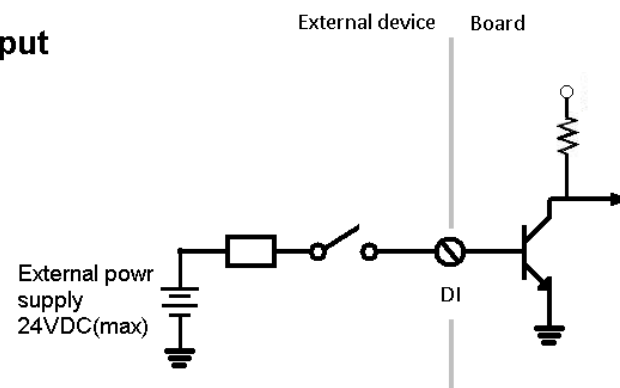 External device
Board
put
External powr
supply
24VDC(max)
DI